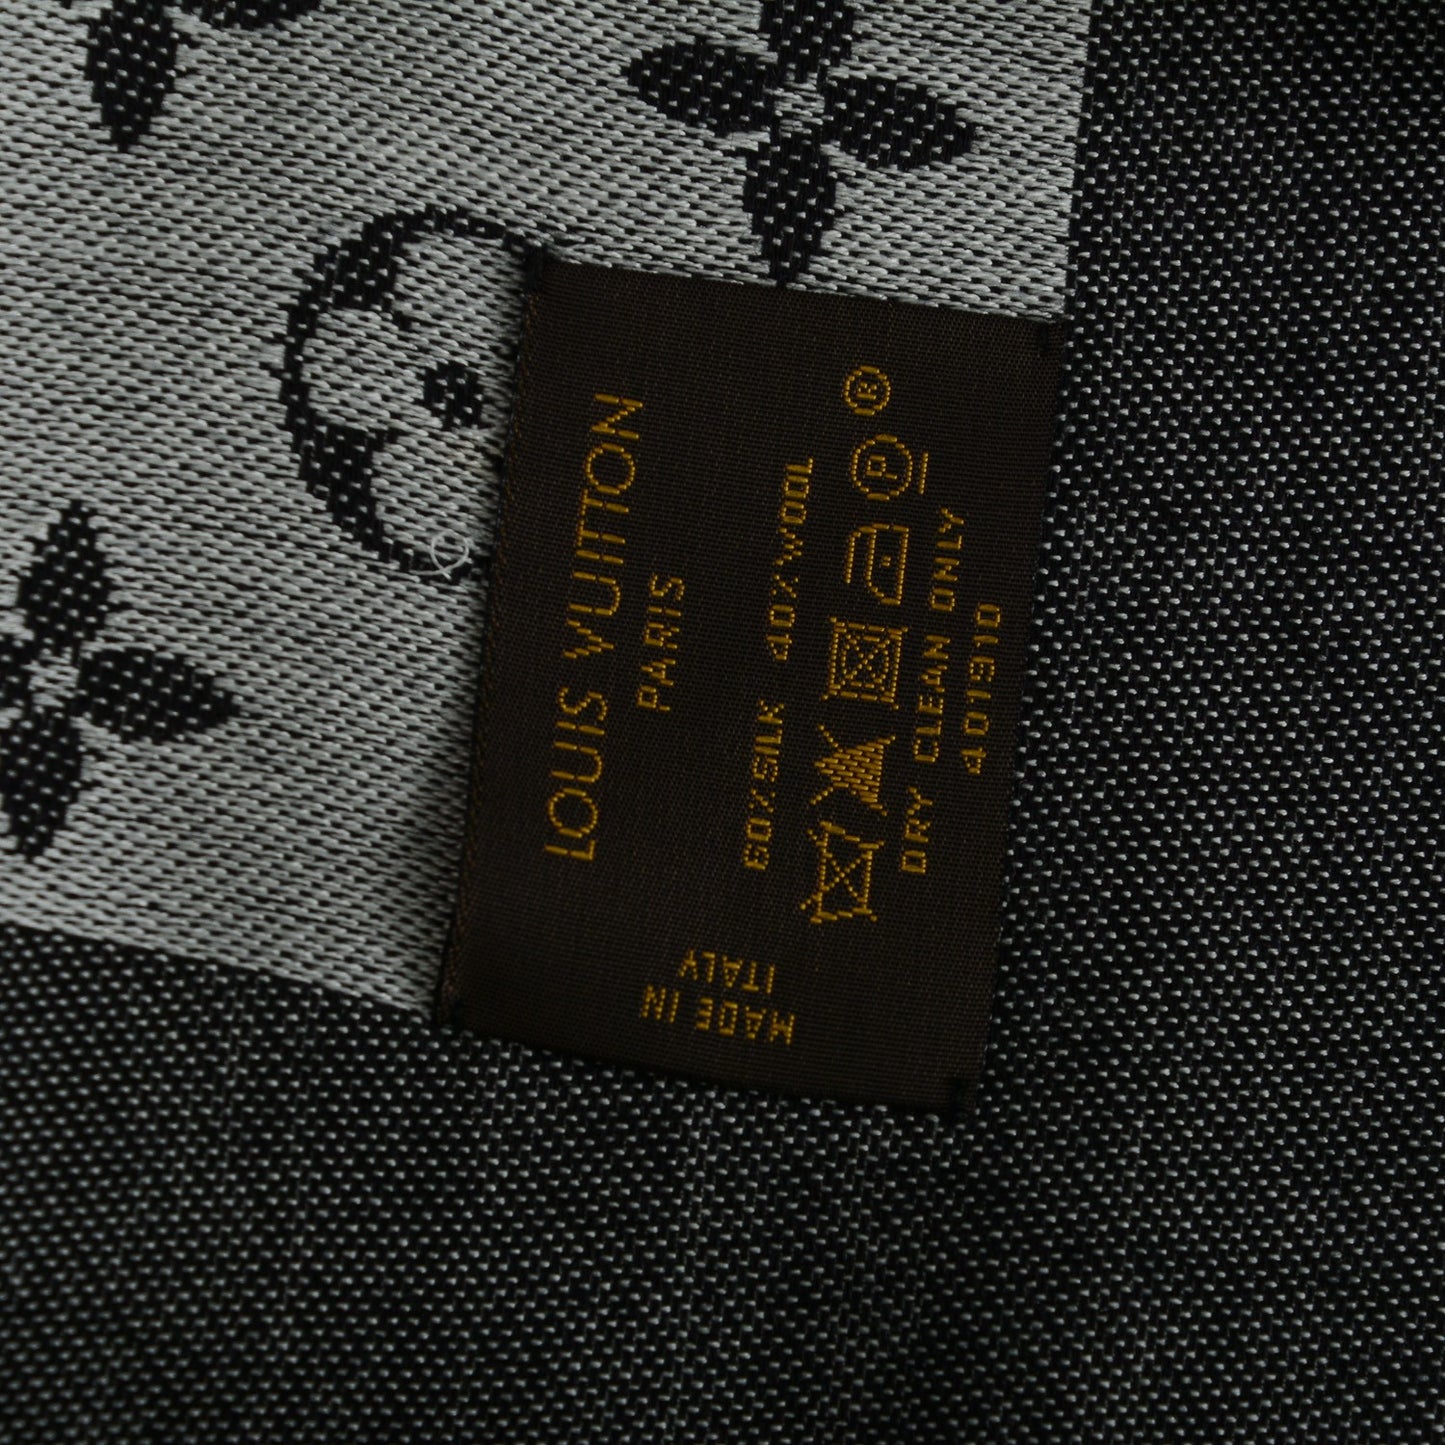 LOUIS VUITTON
PARIS
60%SILK 40%WOOL
P ®
DRY CLEAN ONLY
401910
MADE IN
ITALY